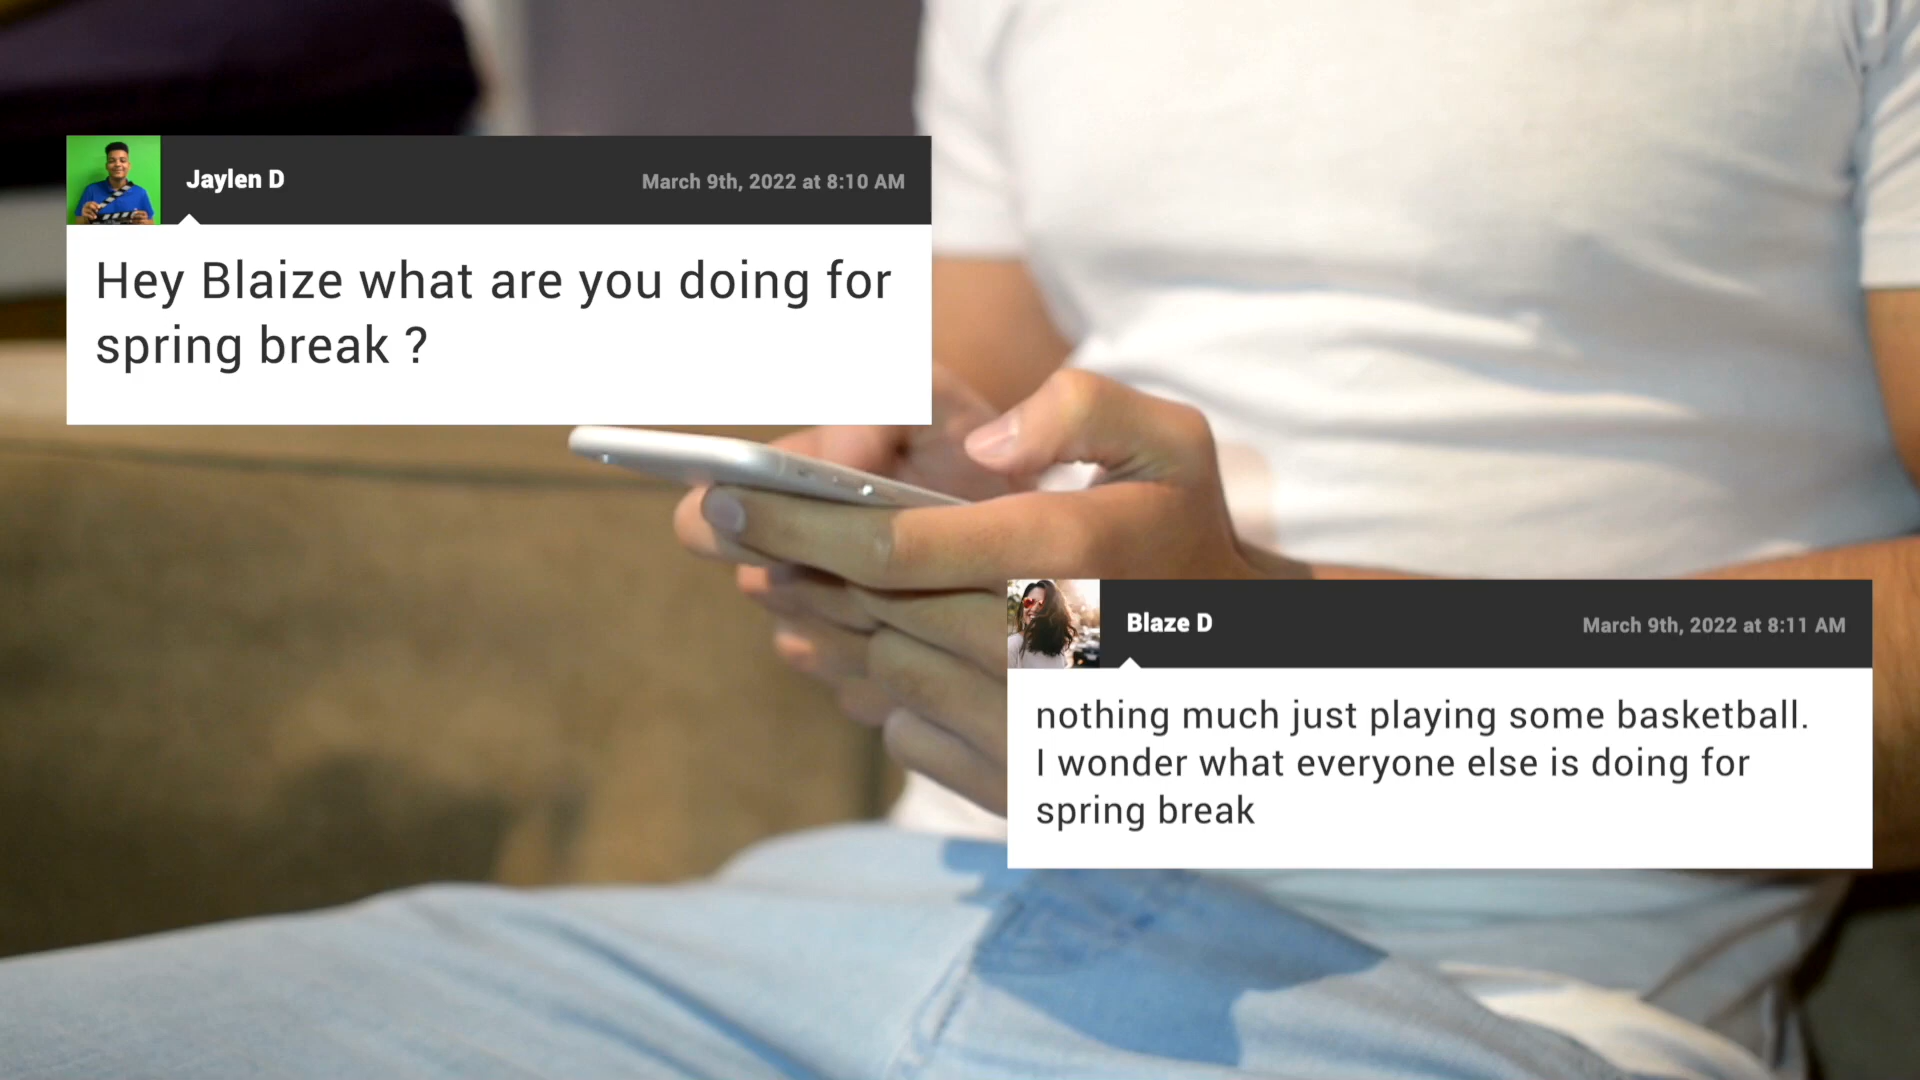 Jaylen D
March 9th, 2022 at 8:10 AM
Hey Blaize what are you doing for
spring break ?
Blaze D
March 9th, 2022 at 8:11 AM
nothing much just playing some basketball.
I wonder what everyone else is doing for
spring break